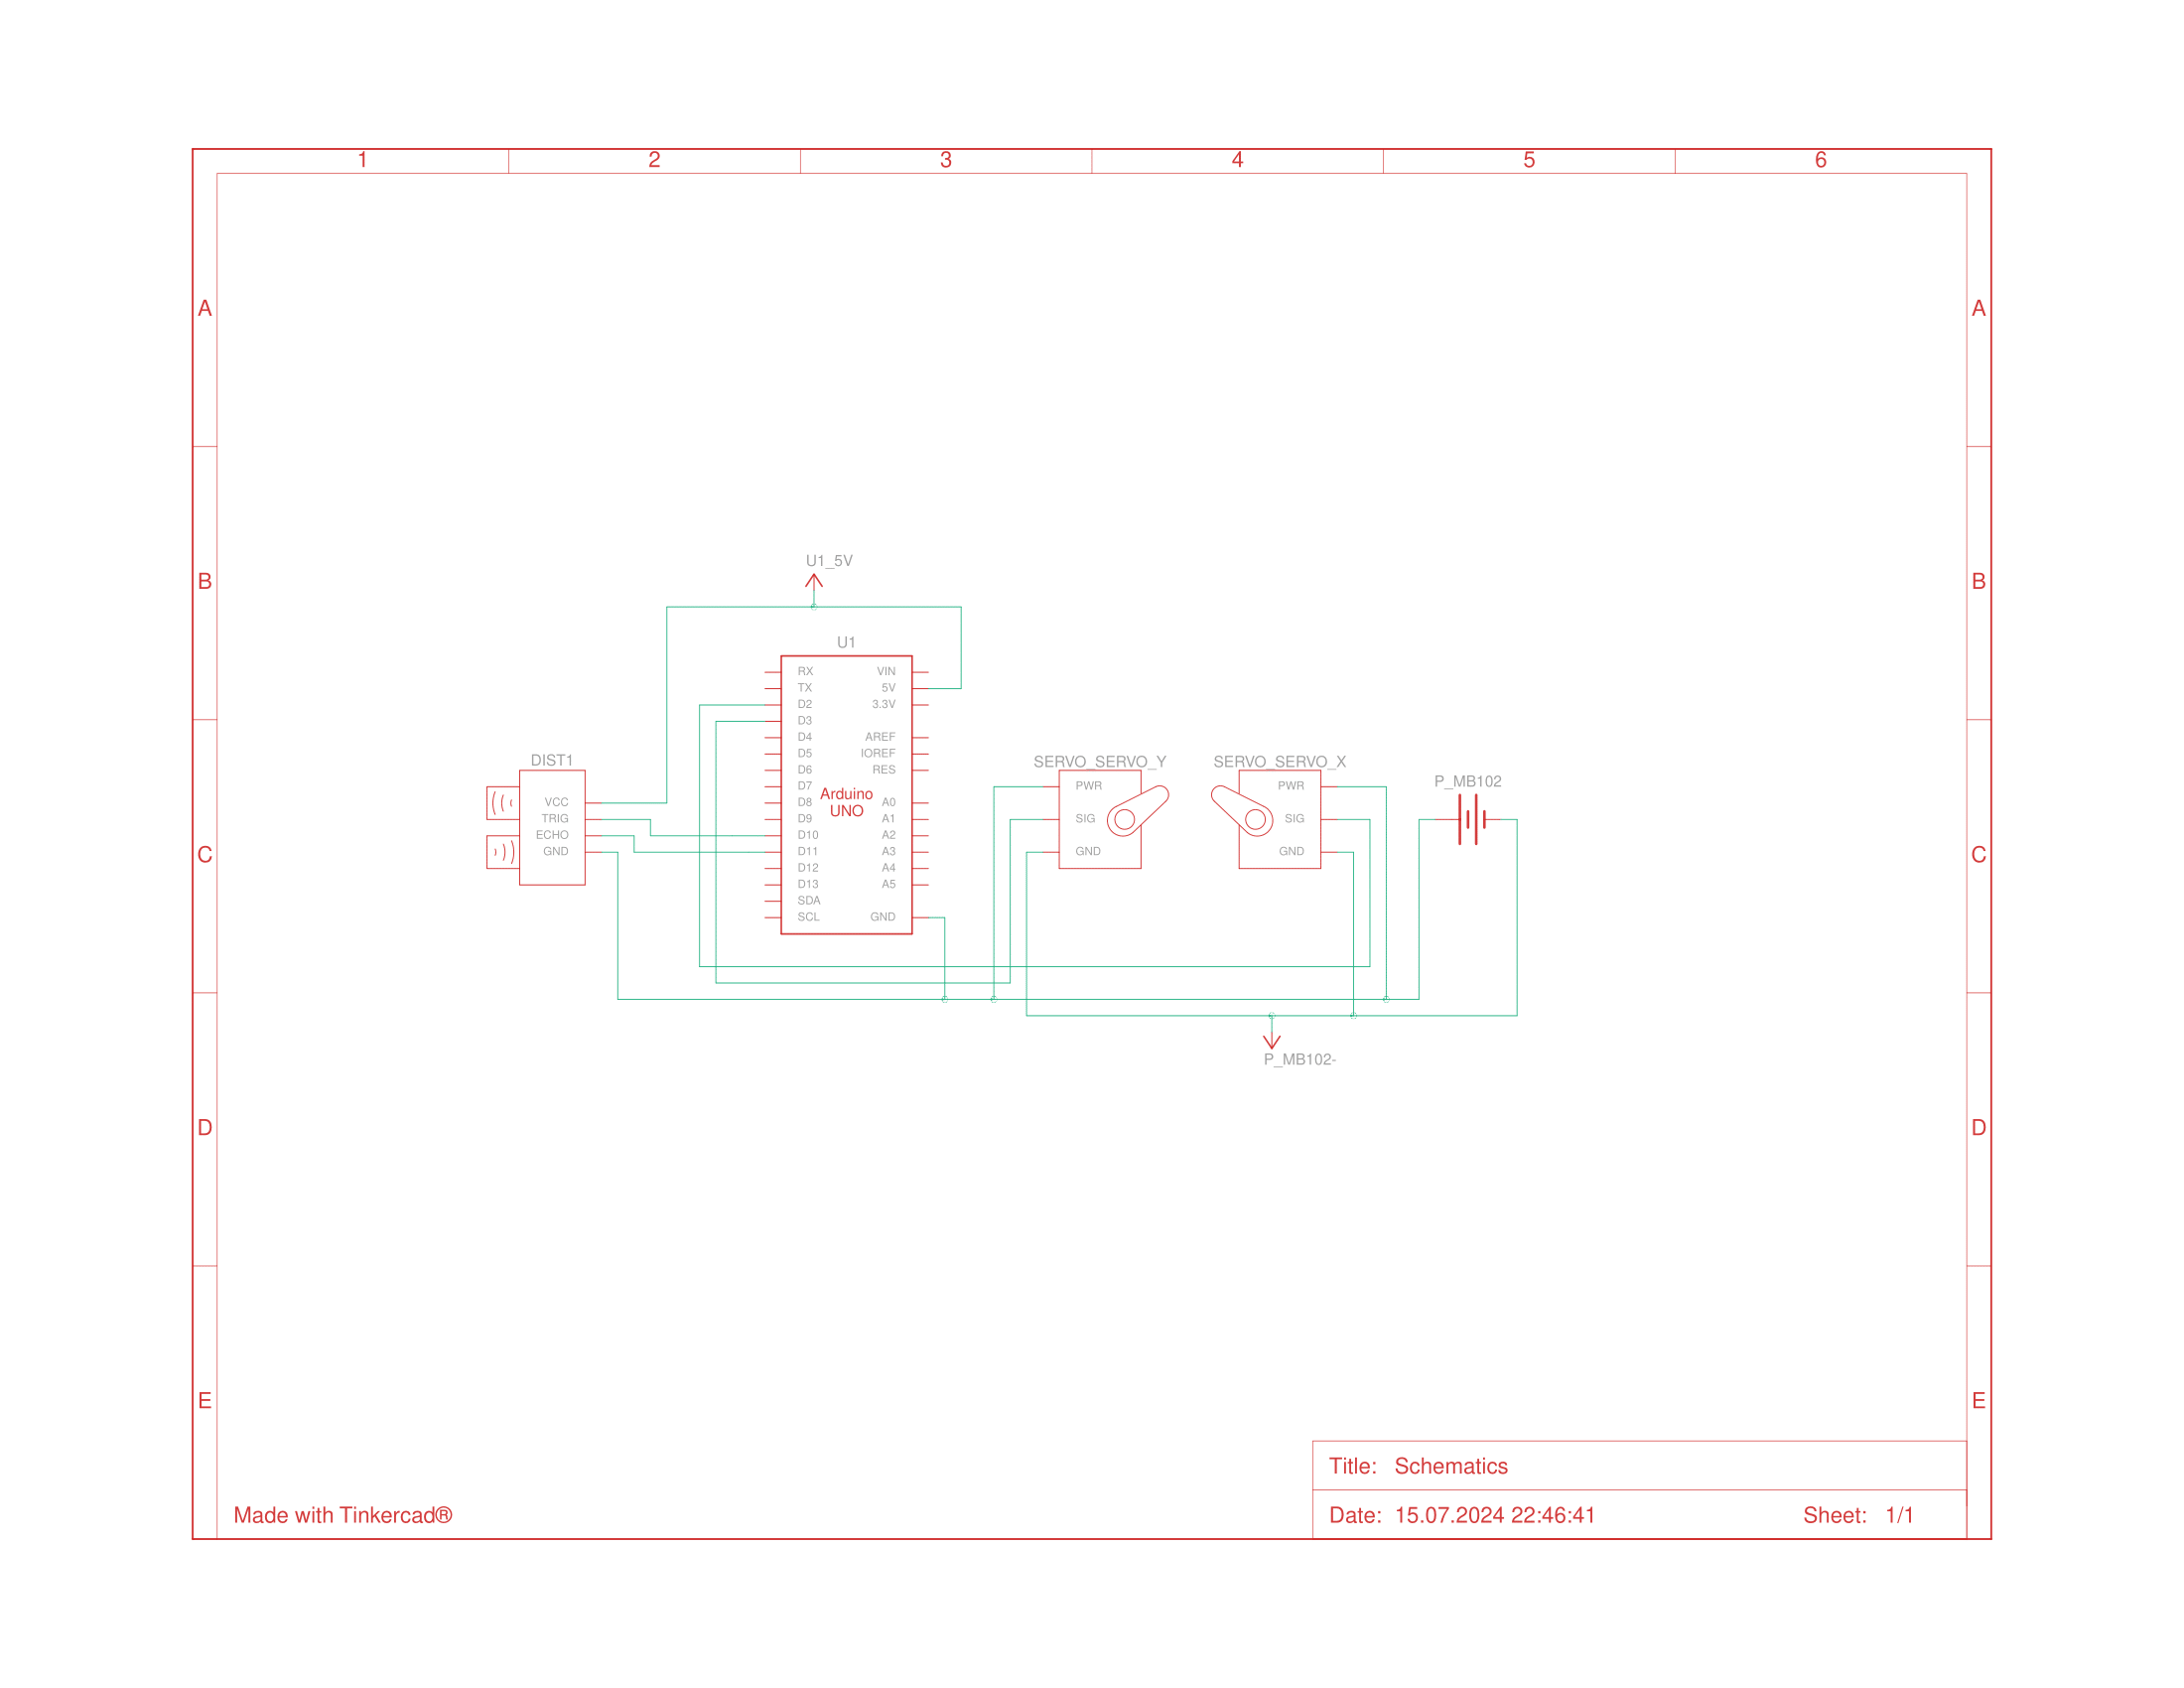 1 2 3 4 5 6
A A
B B
C C
D D
E E
U1_5V
U1
RX VIN
TX 5V
D2 3.3V
D3
D4 AREF
D5 IOREF
D6 RES
D7
Arduino
UNO
D8 A0
D9 A1
D10 A2
D11 A3
D12 A4
D13 A5
SDA
SCL GND
DIST1
VCC
TRIG
ECHO
GND
SERVO_SERVO_Y
PWR
SIG
GND
SERVO_SERVO_X
PWR
SIG
GND
P_MB102
P_MB102-
Title: Schematics
Made with Tinkercad®
Date: 15.07.2024 22:46:41 Sheet: 1/1